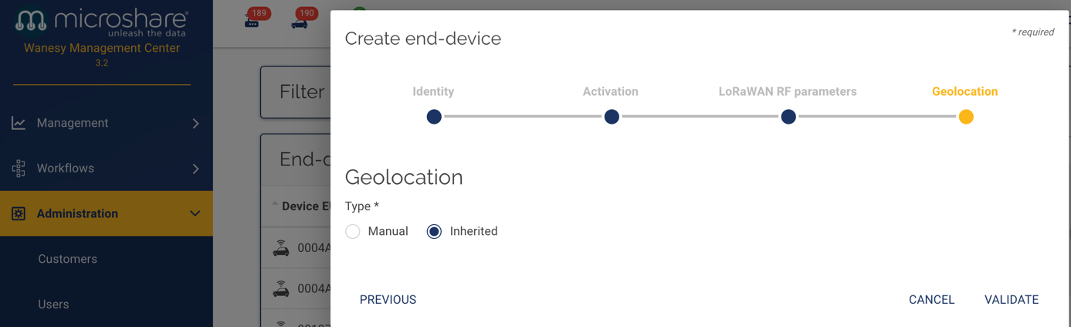 microshare®
unleash the data
Wanesy Management Center
3.2
Management
Workflows
Administration
Customers
Users
189
190
Filter
End-d
Device E
0004A
0004A
Create end-device
* required
Identity
Activation
LoRaWAN RF parameters
Geolocation
Geolocation
Type *
Manual
Inherited
PREVIOUS
CANCEL
VALIDATE